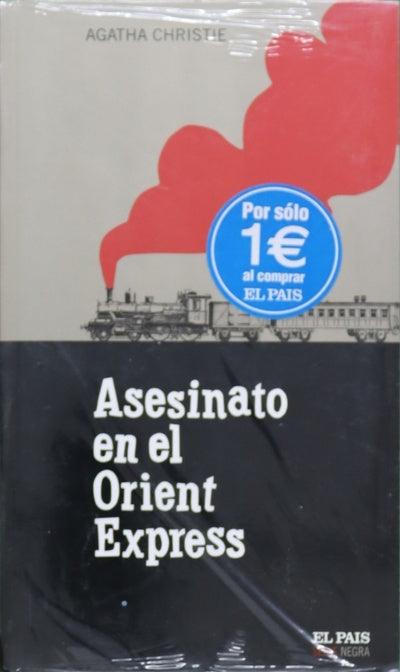 AGATHA CHRISTIE
Por sólo
1€
al comprar
EL PAIS
Asesinato
en el
Orient
Express
EL PAIS
NEGRA